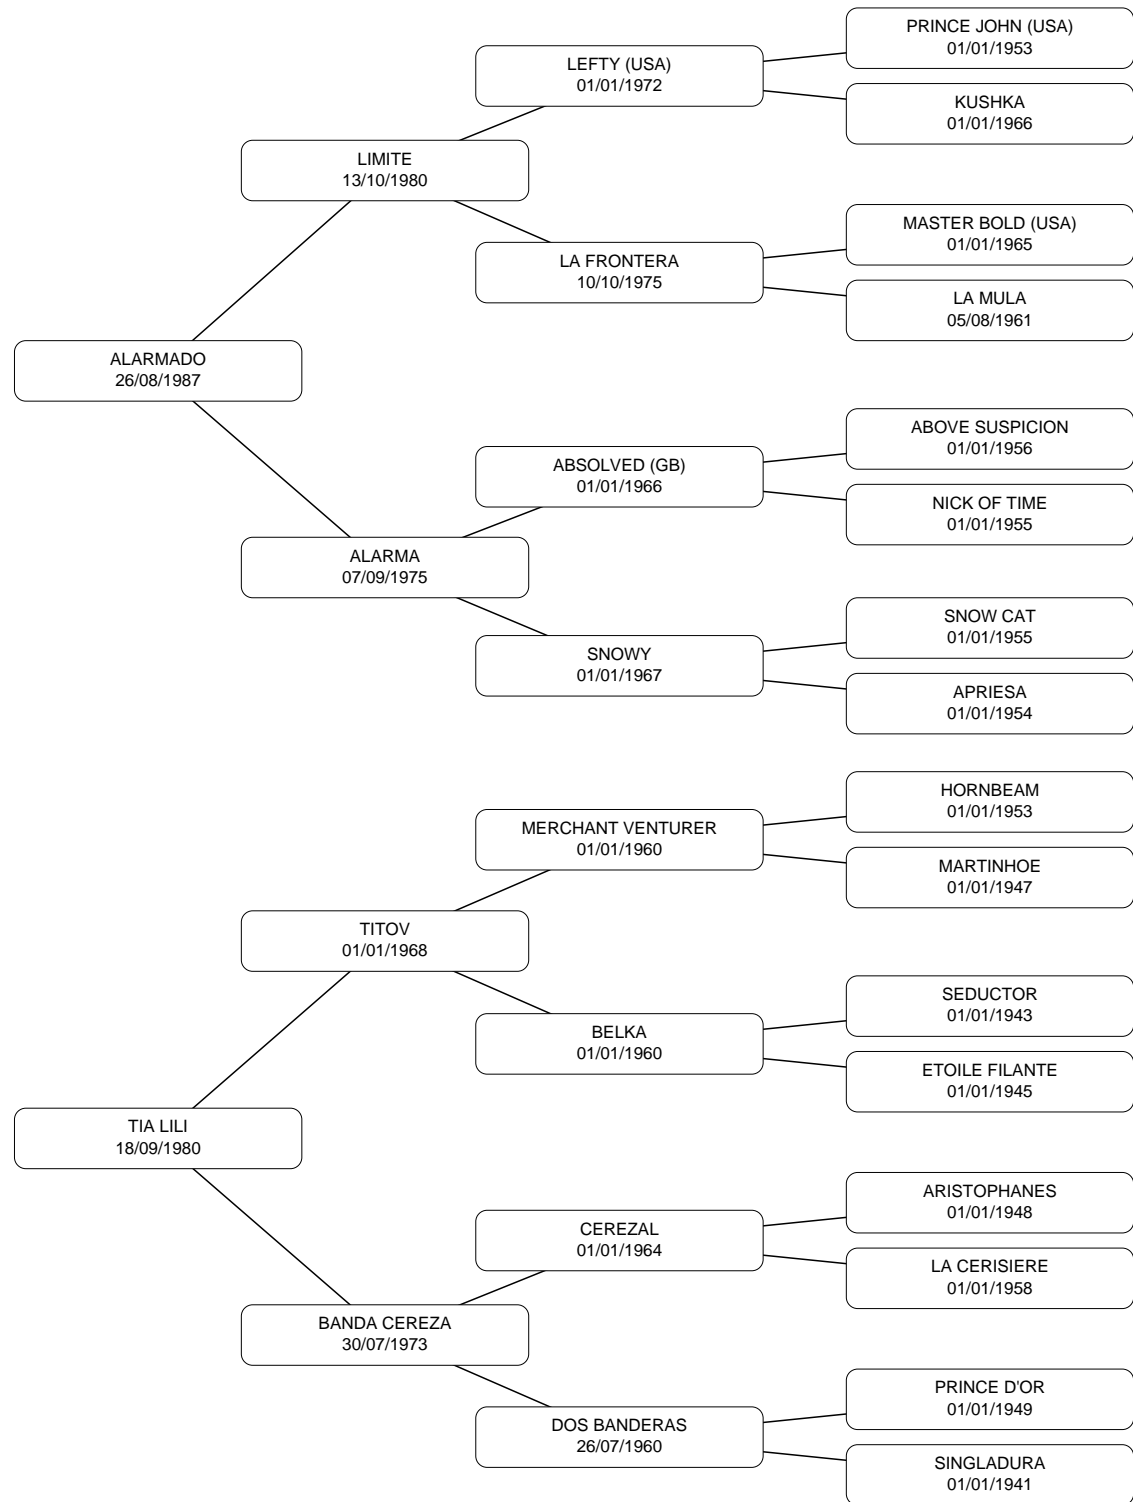 PRINCE JOHN (USA)
01/01/1953
LEFTY (USA)
01/01/1972
KUSHKA
01/01/1966
LIMITE
13/10/1980
MASTER BOLD (USA)
01/01/1965
LA FRONTERA
10/10/1975
LA MULA
05/08/1961
ALARMADO
26/08/1987
ABOVE SUSPICION
01/01/1956
ABSOLVED (GB)
01/01/1966
NICK OF TIME
01/01/1955
ALARMA
07/09/1975
SNOW CAT
01/01/1955
SNOWY
01/01/1967
APRIESA
01/01/1954
HORNBEAM
01/01/1953
MERCHANT VENTURER
01/01/1960
MARTINHOE
01/01/1947
TITOV
01/01/1968
SEDUCTOR
01/01/1943
BELKA
01/01/1960
ETOILE FILANTE
01/01/1945
TIA LILI
18/09/1980
ARISTOPHANES
01/01/1948
CEREZAL
01/01/1964
LA CERISIERE
01/01/1958
BANDA CEREZA
30/07/1973
PRINCE D'OR
01/01/1949
DOS BANDERAS
26/07/1960
SINGLADURA
01/01/1941